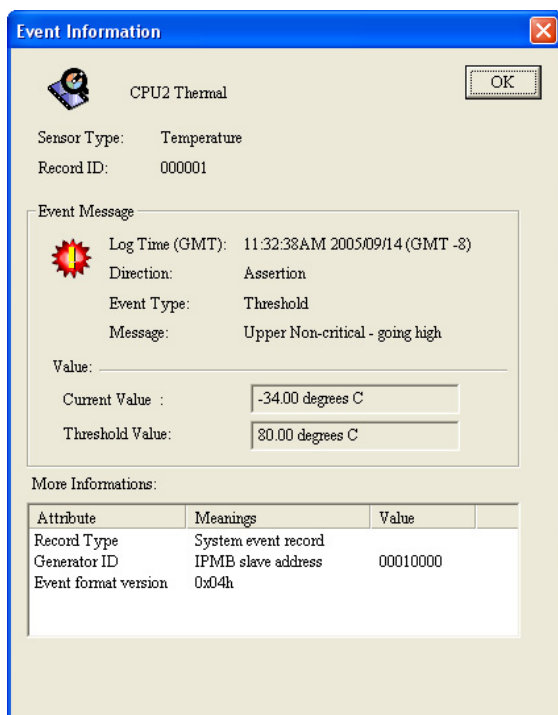 Event Information
CPU2 Thermal
OK
Sensor Type: Temperature
Record ID: 000001
Event Message
Log Time (GMT): 11:32:38AM 2005/09/14 (GMT -8)
Direction: Assertion
Event Type: Threshold
Message: Upper Non-critical - going high
Value:
Current Value : -34.00 degrees C
Threshold Value: 80.00 degrees C
More Informations:
Attribute Meanings Value
Record Type System event record
Generator ID IPMB slave address 00010000
Event format version 0x04h